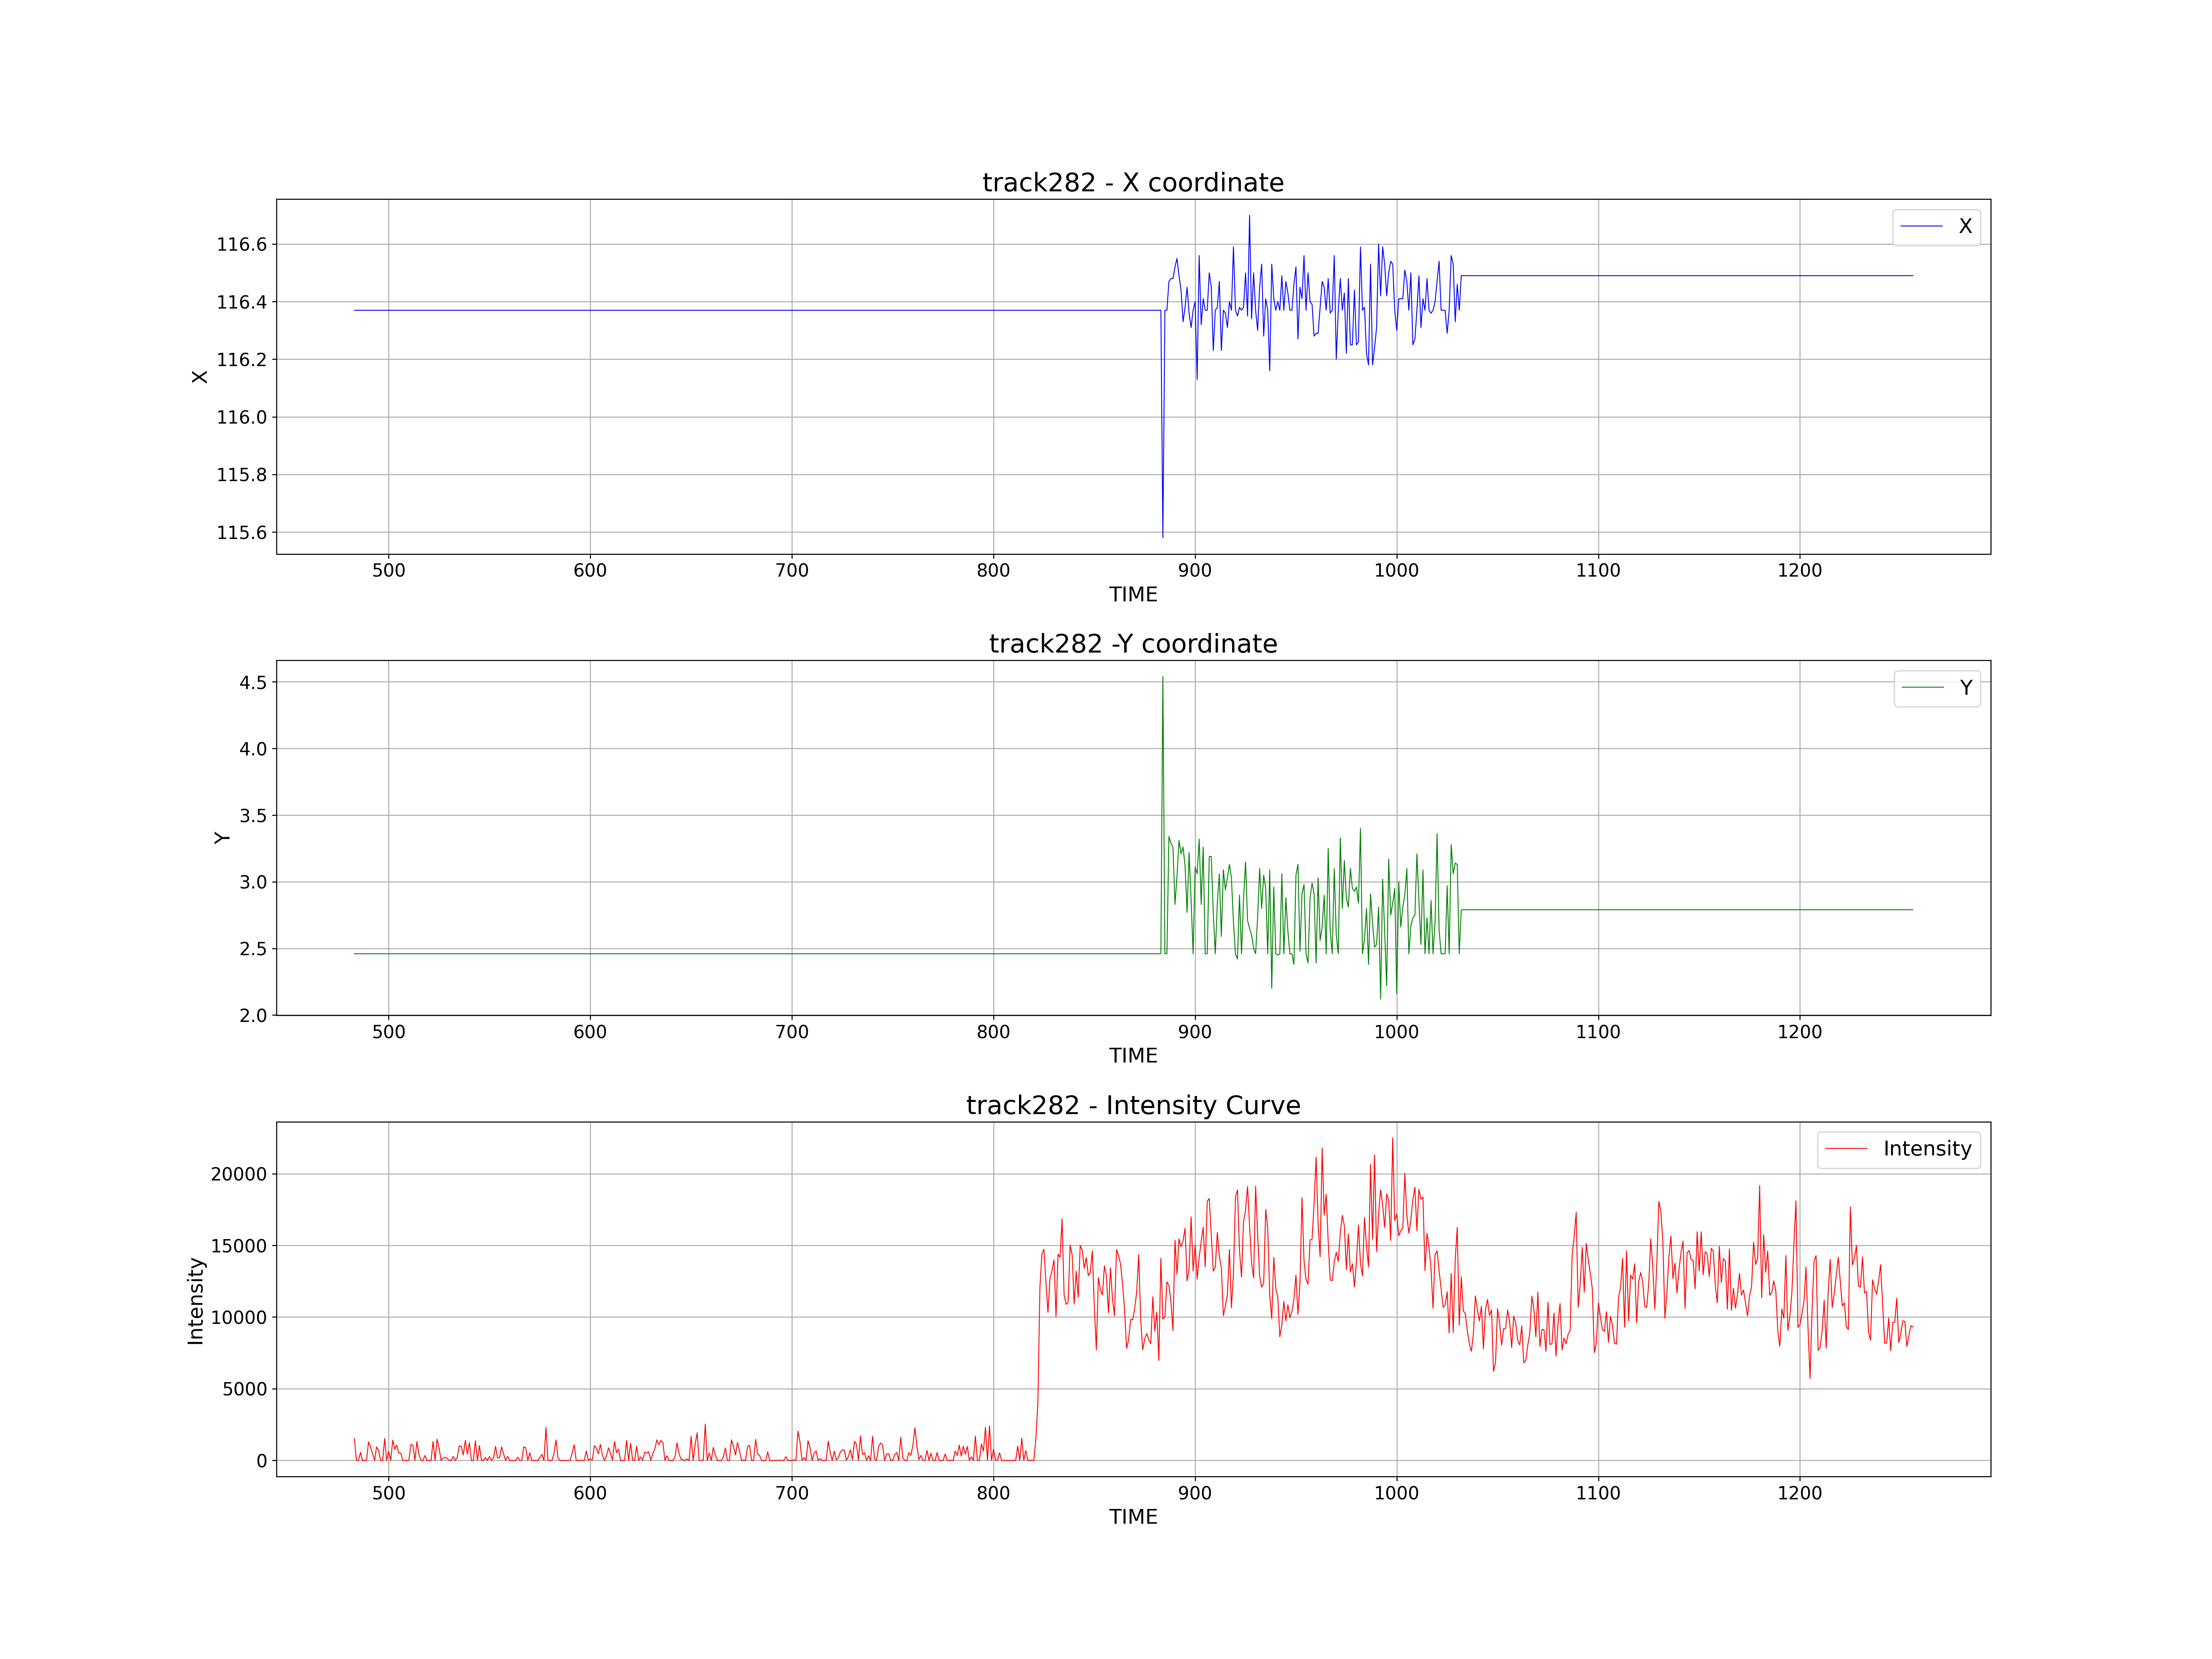 track282 - X coordinate
X
116.6
116.4
116.2
116.0
115.8
115.6
X
500 600 700 800 900 1000 1100 1200
TIME
track282 -Y coordinate
Y
4.5
4.0
3.5
3.0
2.5
2.0
Y
500 600 700 800 900 1000 1100 1200
TIME
track282 - Intensity Curve
Intensity
20000
15000
10000
5000
0
Intensity
500 600 700 800 900 1000 1100 1200
TIME